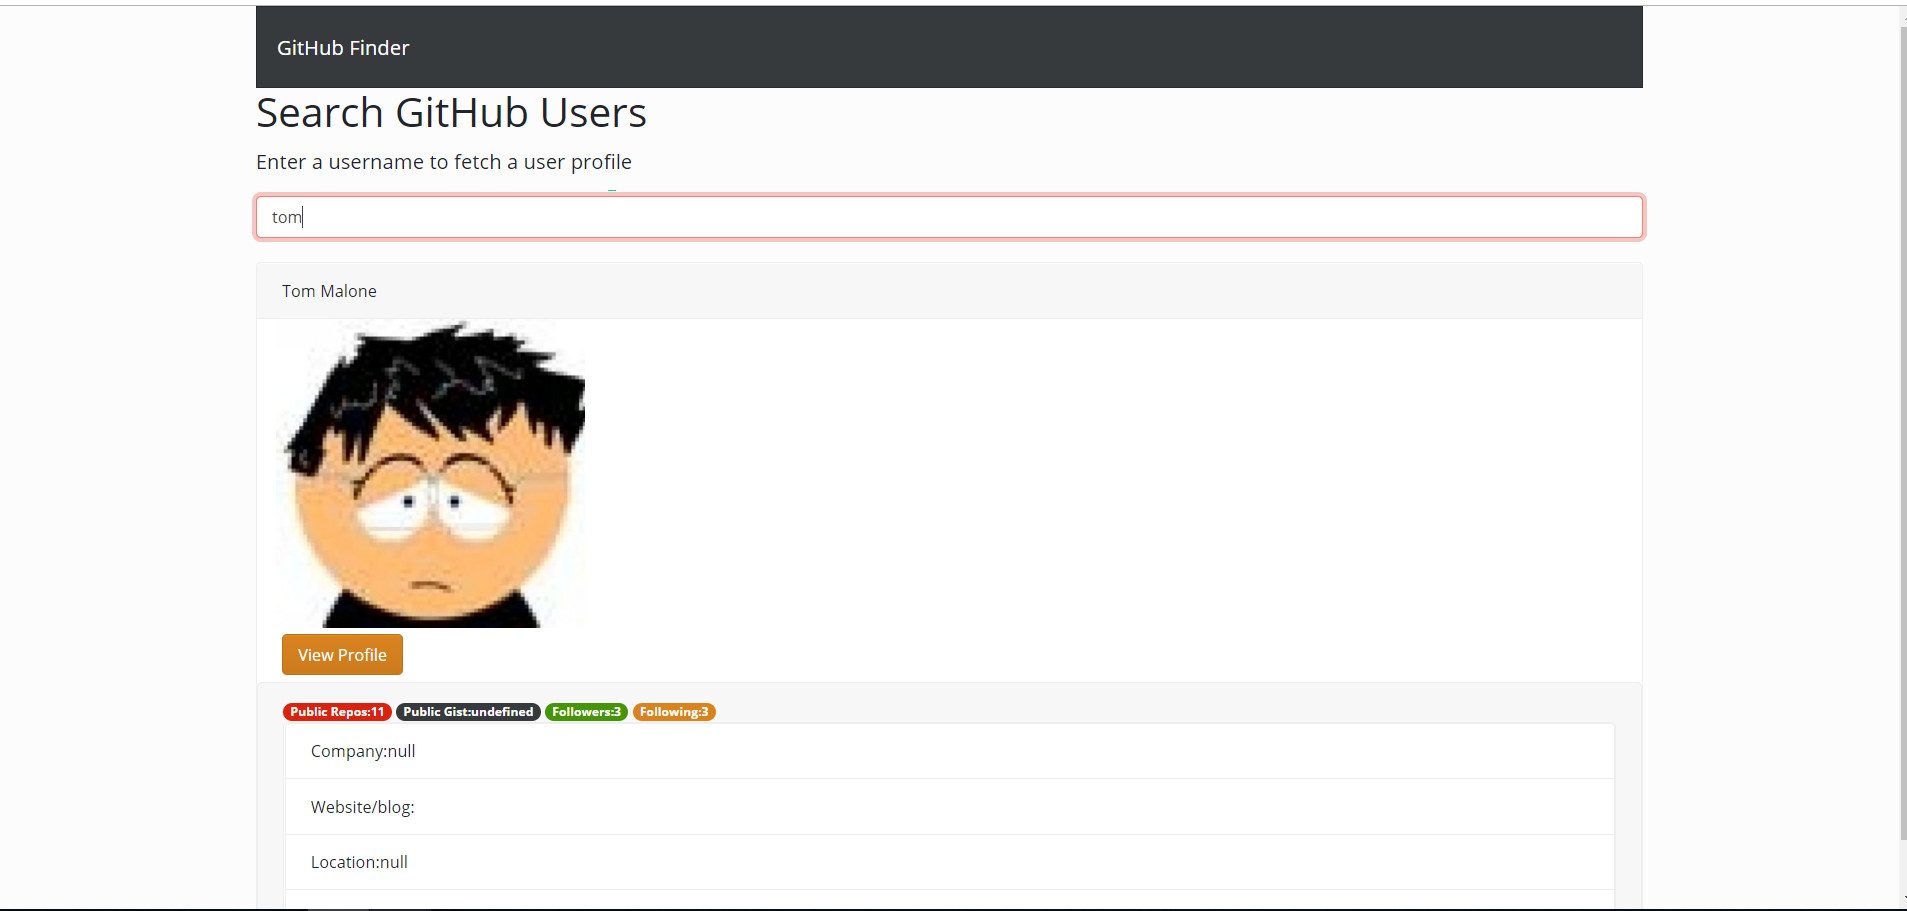 GitHub Finder
Search GitHub Users
Enter a username to fetch a user profile
tom
Tom Malone
View Profile
Public Repos:11 Public Gist:undefined Followers:3 Following:3
Company:null
Website/blog:
Location:null